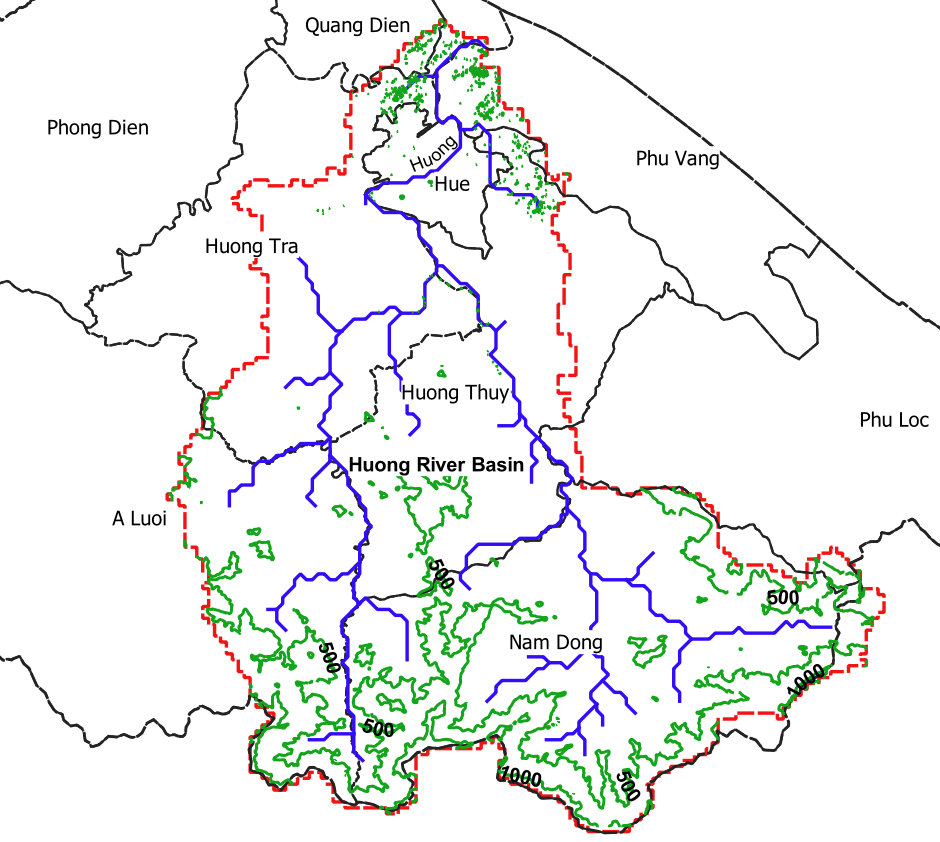 Quang Dien
Phong Dien
Phu Vang
Huong
Hue
Huong Tra
Huong Thuy
Phu Loc
Huong River Basin
A Luoi
500
500
Nam Dong
500
1000
500
1000
500